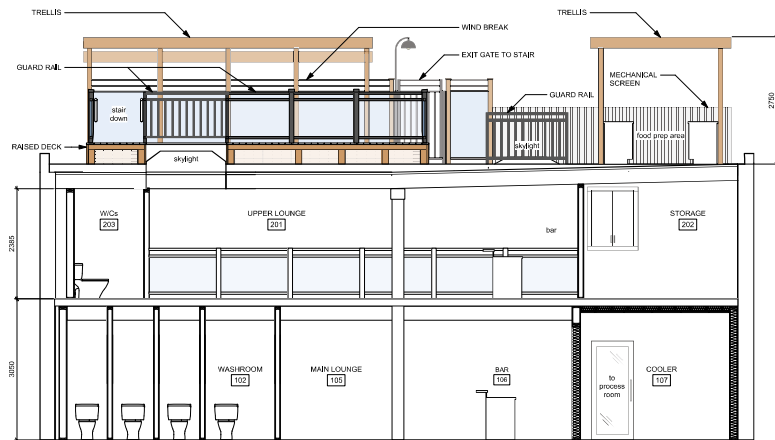 TRELLIS
TRELLIS
WIND BREAK
EXIT GATE TO STAIR
GUARD RAIL
MECHANICAL
SCREEN
GUARD RAIL
stair
down
food prep area
RAISED DECK
skylight
skylight
2750
W/Cs
203
UPPER LOUNGE
201
bar
STORAGE
202
2385
WASHROOM
102
MAIN LOUNGE
105
BAR
106
COOLER
107
to
process
room
3050